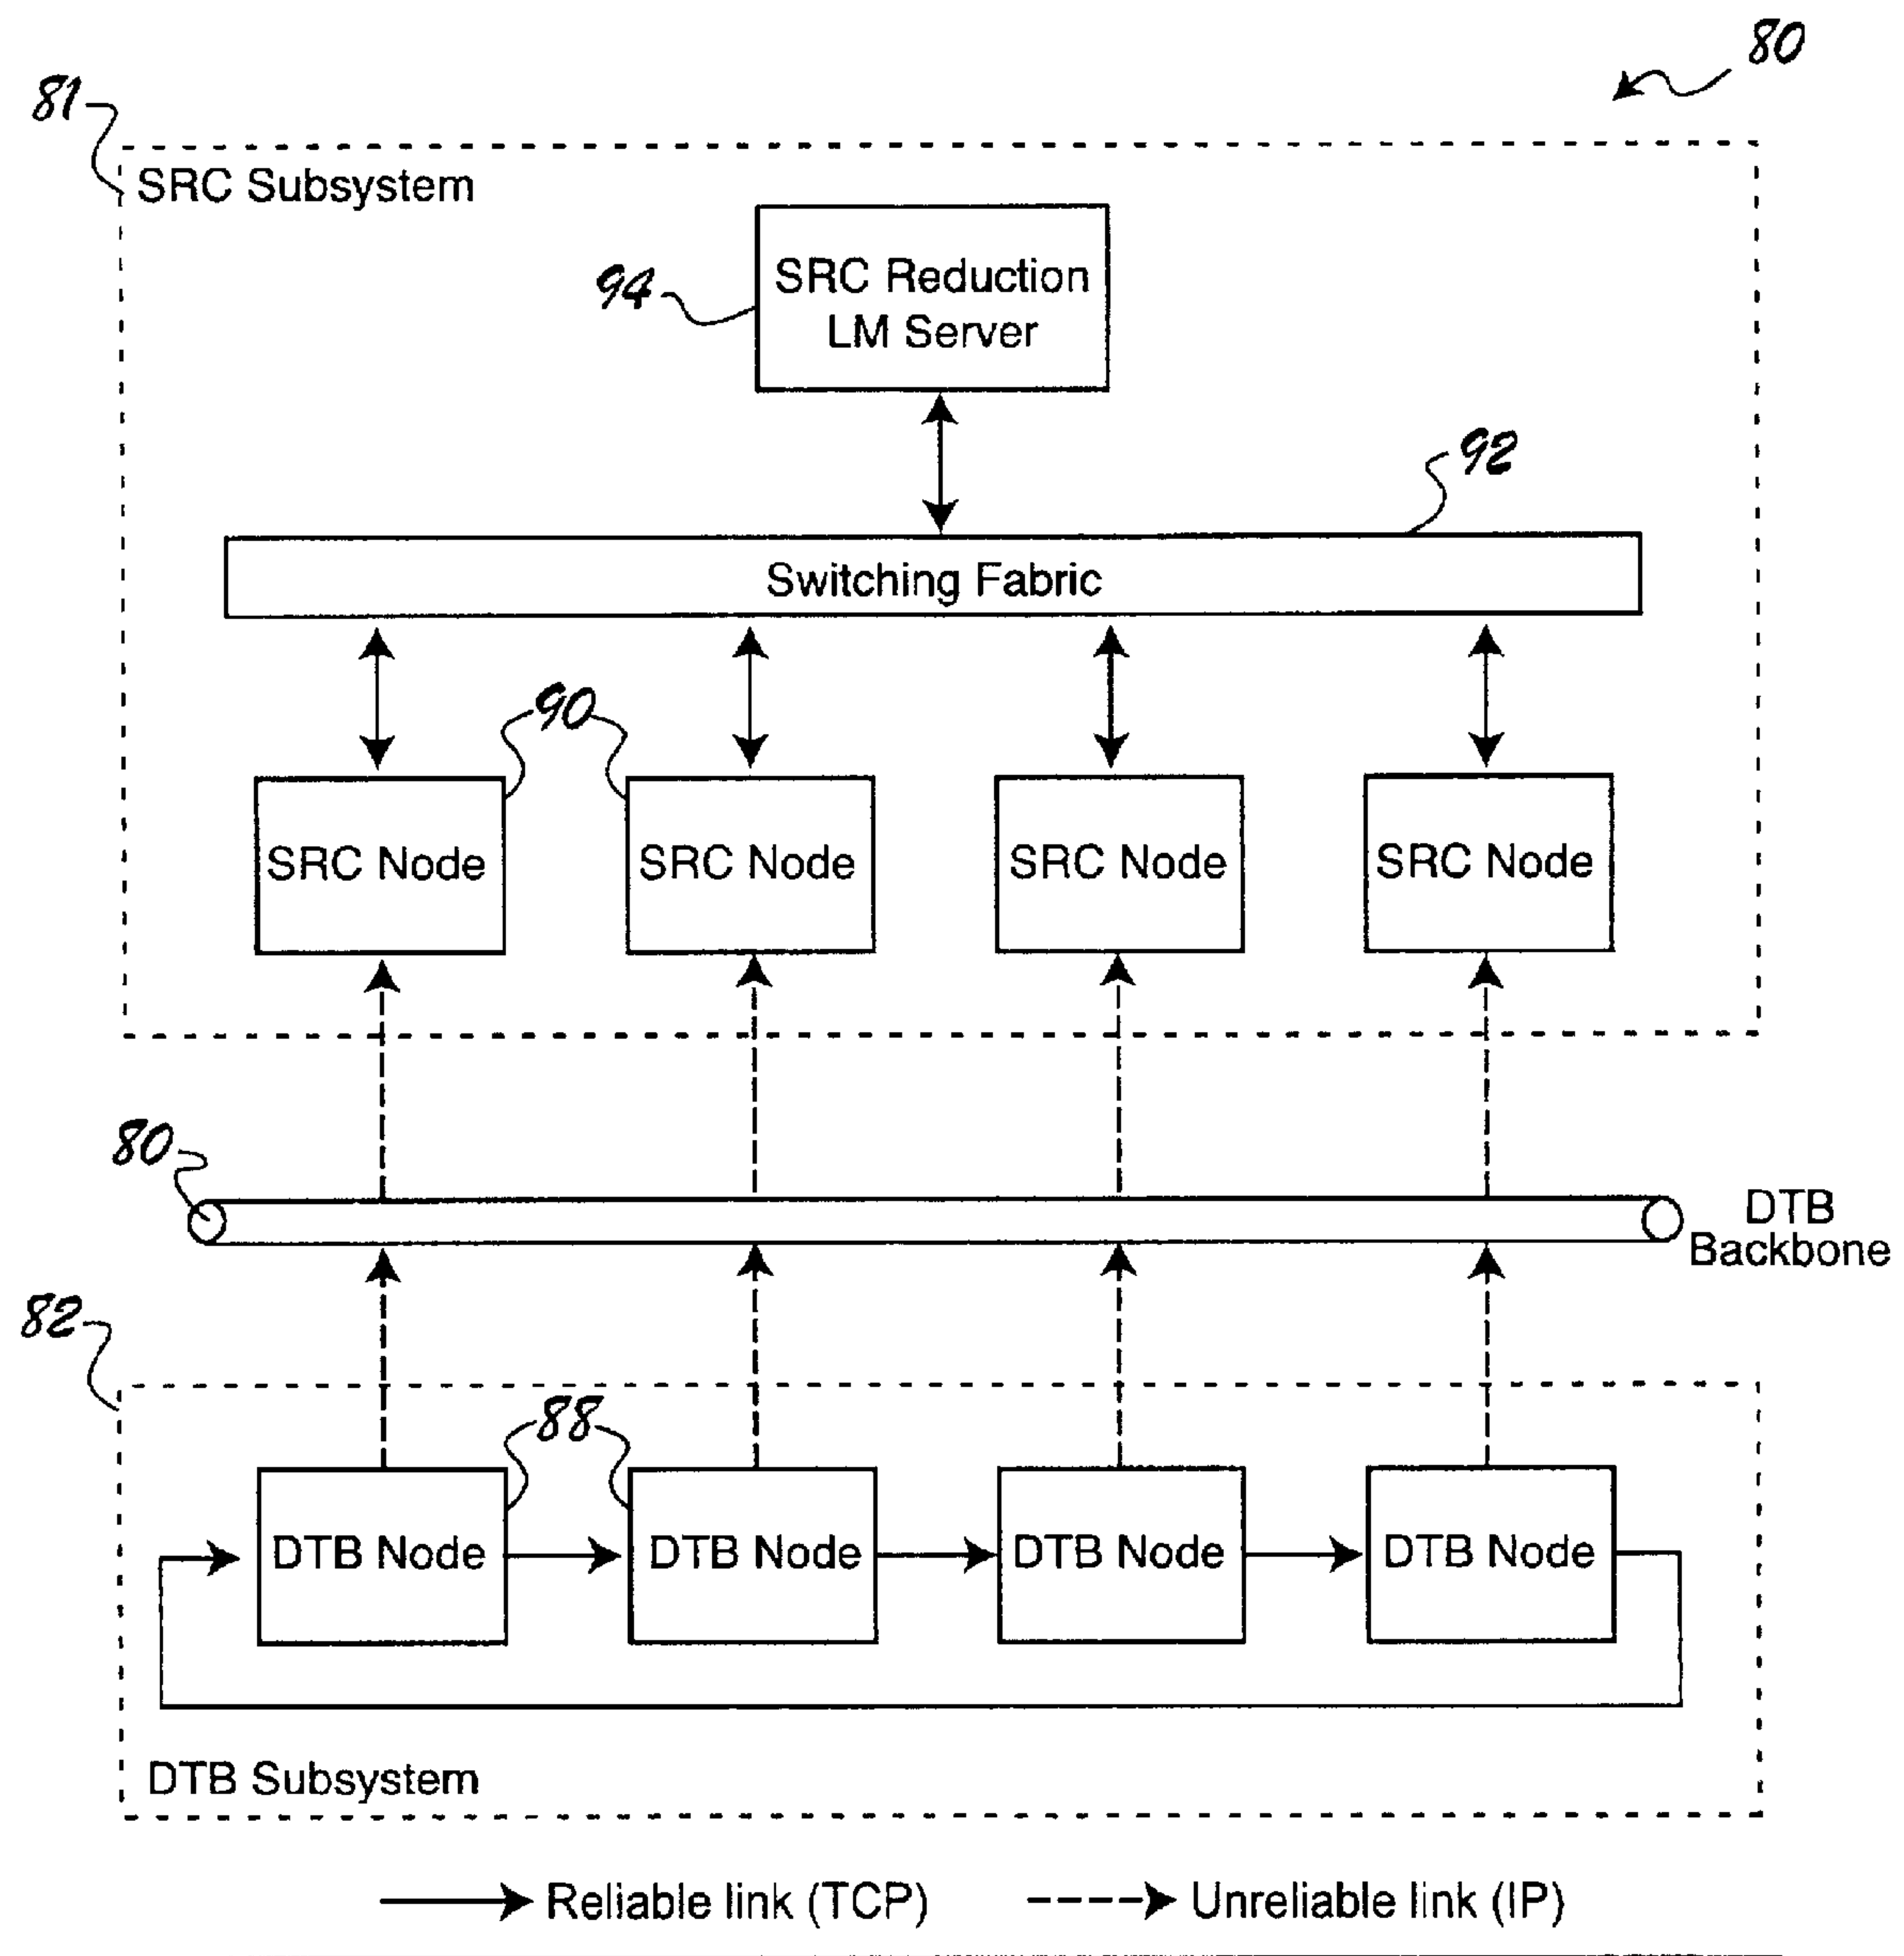 80
81
SRC Subsystem
94
SRC Reduction
LM Server
92
Switching Fabric
90
SRC Node SRC Node SRC Node SRC Node
80
DTB
Backbone
82
88
DTB Node DTB Node DTB Node DTB Node
DTB Subsystem
Reliable link (TCP) Unreliable link (IP)